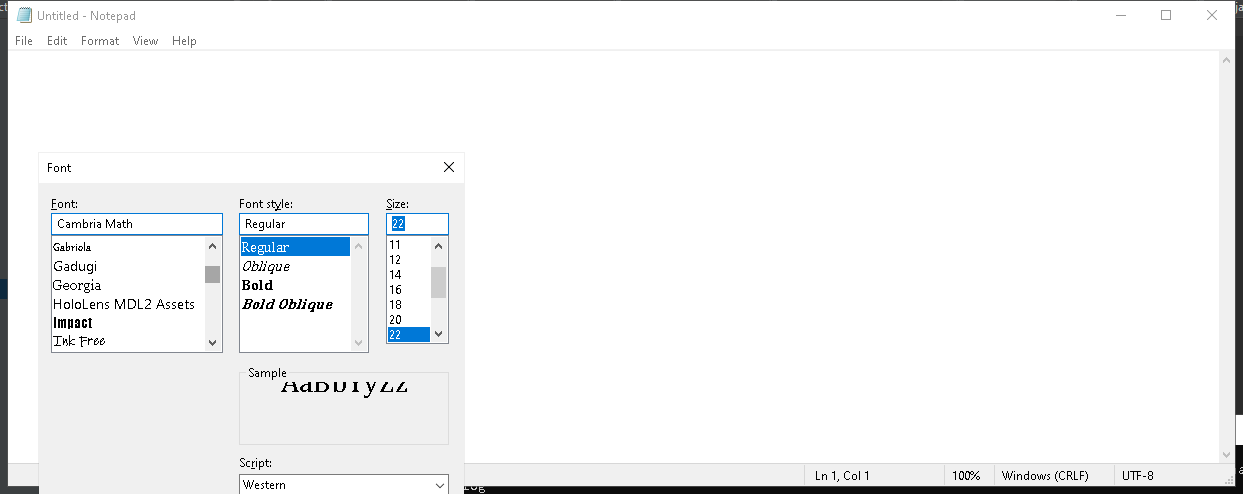 Untitled - Notepad
File Edit Format View Help
Font
Font: Font style: Size:
Cambria Math Regular 22
Gabriola Regular 11
Gadugi Oblique 12
Georgia Bold 14
HoloLens MDL2 Assets Bold Oblique 16
Impact 18
Ink Free 20
22
Sample
AaBbYyZz
Script:
Western
Ln 1, Col 1 100% Windows (CRLF) UTF-8